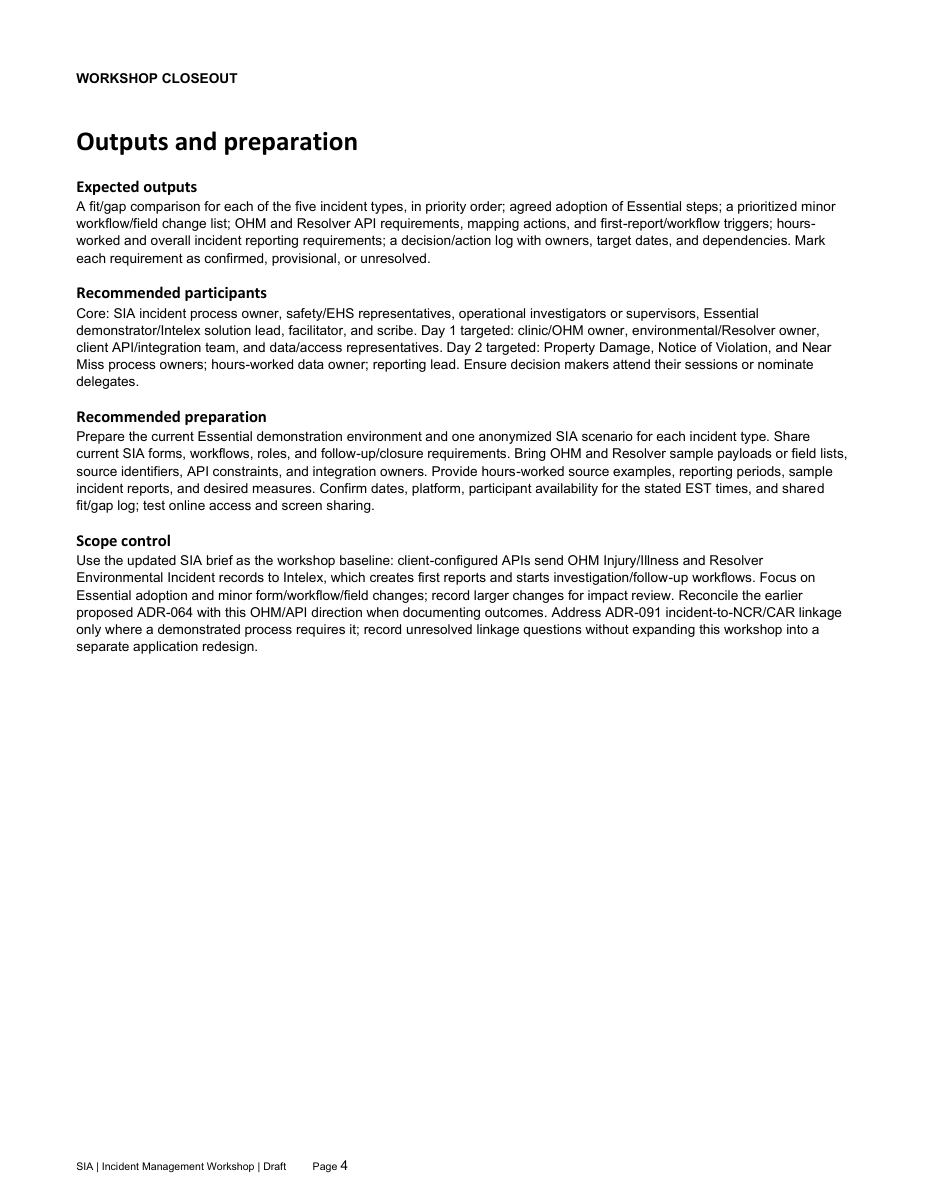 WORKSHOP CLOSEOUT
Outputs and preparation
Expected outputs
A fit/gap comparison for each of the five incident types, in priority order; agreed adoption of Essential steps; a prioritized minor
workflow/field change list; OHM and Resolver API requirements, mapping actions, and first-report/workflow triggers; hours-
worked and overall incident reporting requirements; a decision/action log with owners, target dates, and dependencies. Mark
each requirement as confirmed, provisional, or unresolved.
Recommended participants
Core: SIA incident process owner, safety/EHS representatives, operational investigators or supervisors, Essential
demonstrator/Intelex solution lead, facilitator, and scribe. Day 1 targeted: clinic/OHM owner, environmental/Resolver owner,
client API/integration team, and data/access representatives. Day 2 targeted: Property Damage, Notice of Violation, and Near
Miss process owners; hours-worked data owner; reporting lead. Ensure decision makers attend their sessions or nominate
delegates.
Recommended preparation
Prepare the current Essential demonstration environment and one anonymized SIA scenario for each incident type. Share
current SIA forms, workflows, roles, and follow-up/closure requirements. Bring OHM and Resolver sample payloads or field lists,
source identifiers, API constraints, and integration owners. Provide hours-worked source examples, reporting periods, sample
incident reports, and desired measures. Confirm dates, platform, participant availability for the stated EST times, and shared
fit/gap log; test online access and screen sharing.
Scope control
Use the updated SIA brief as the workshop baseline: client-configured APIs send OHM Injury/Illness and Resolver
Environmental Incident records to Intelex, which creates first reports and starts investigation/follow-up workflows. Focus on
Essential adoption and minor form/workflow/field changes; record larger changes for impact review. Reconcile the earlier
proposed ADR-064 with this OHM/API direction when documenting outcomes. Address ADR-091 incident-to-NCR/CAR linkage
only where a demonstrated process requires it; record unresolved linkage questions without expanding this workshop into a
separate application redesign.
SIA | Incident Management Workshop | Draft Page 4